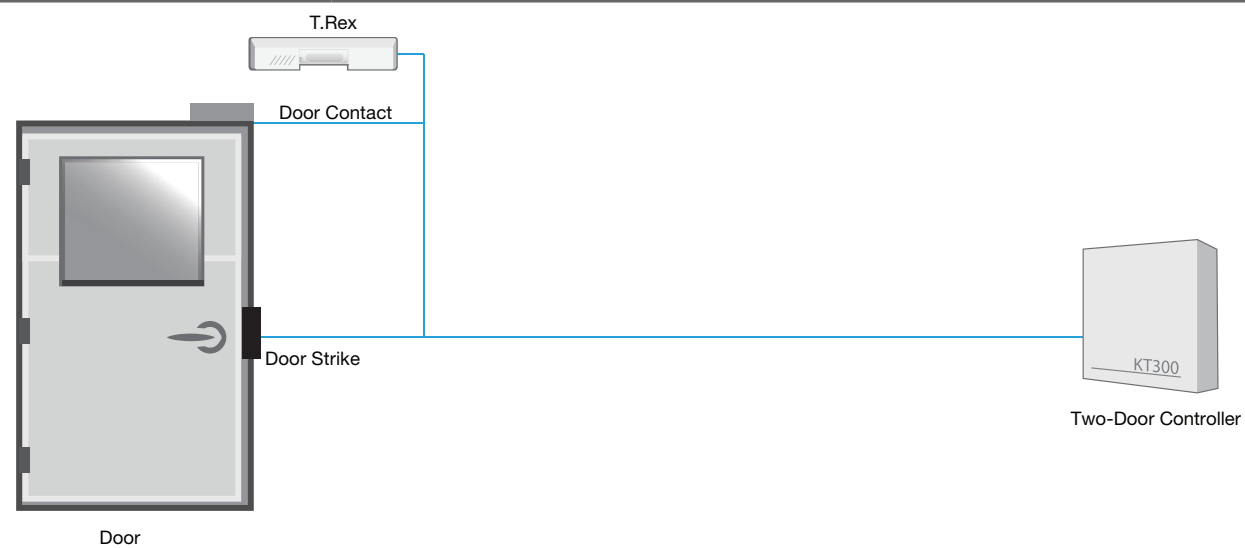 T.Rex
Door Contact
Door Strike
KT300
Two-Door Controller
Door